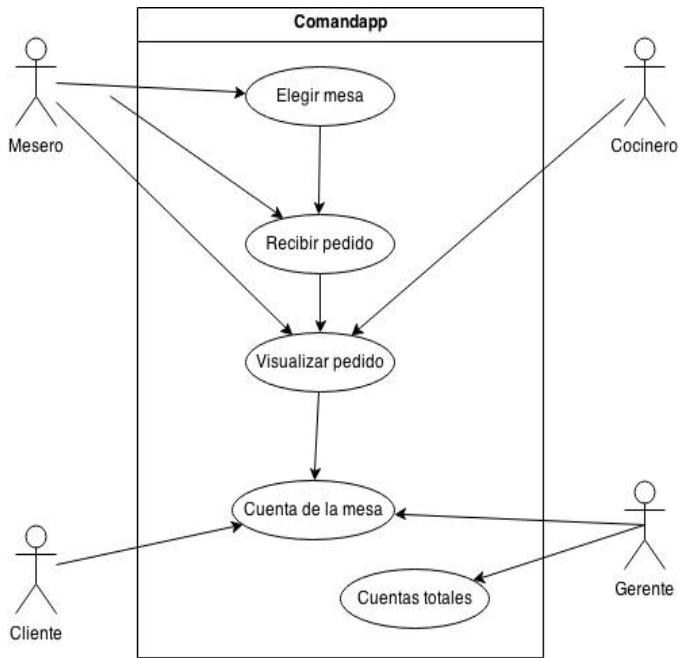 Comandapp
Elegir mesa
Mesero
Cocinero
Recibir pedido
Visualizar pedido
Cuenta de la mesa
Gerente
Cuentas totales
Cliente